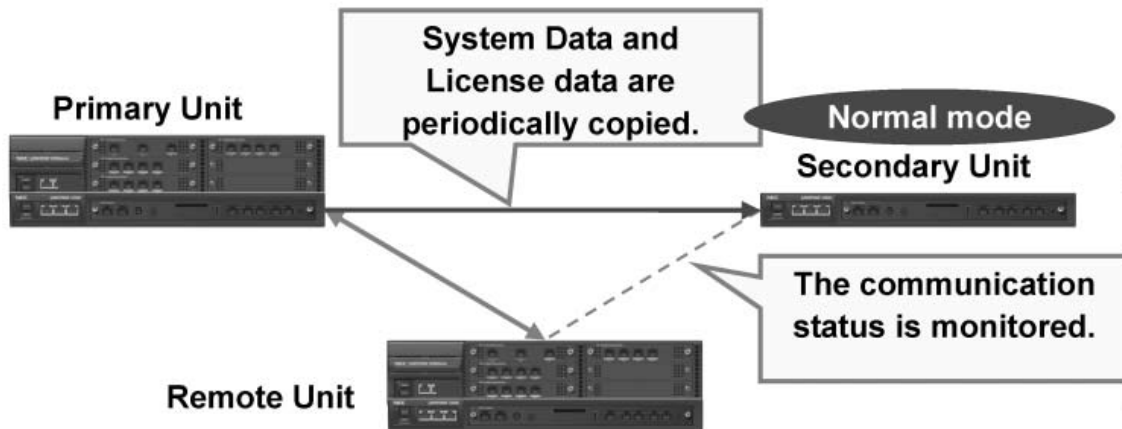 System Data and
License data are
periodically copied.
Primary Unit
Normal mode
Secondary Unit
The communication
status is monitored.
Remote Unit